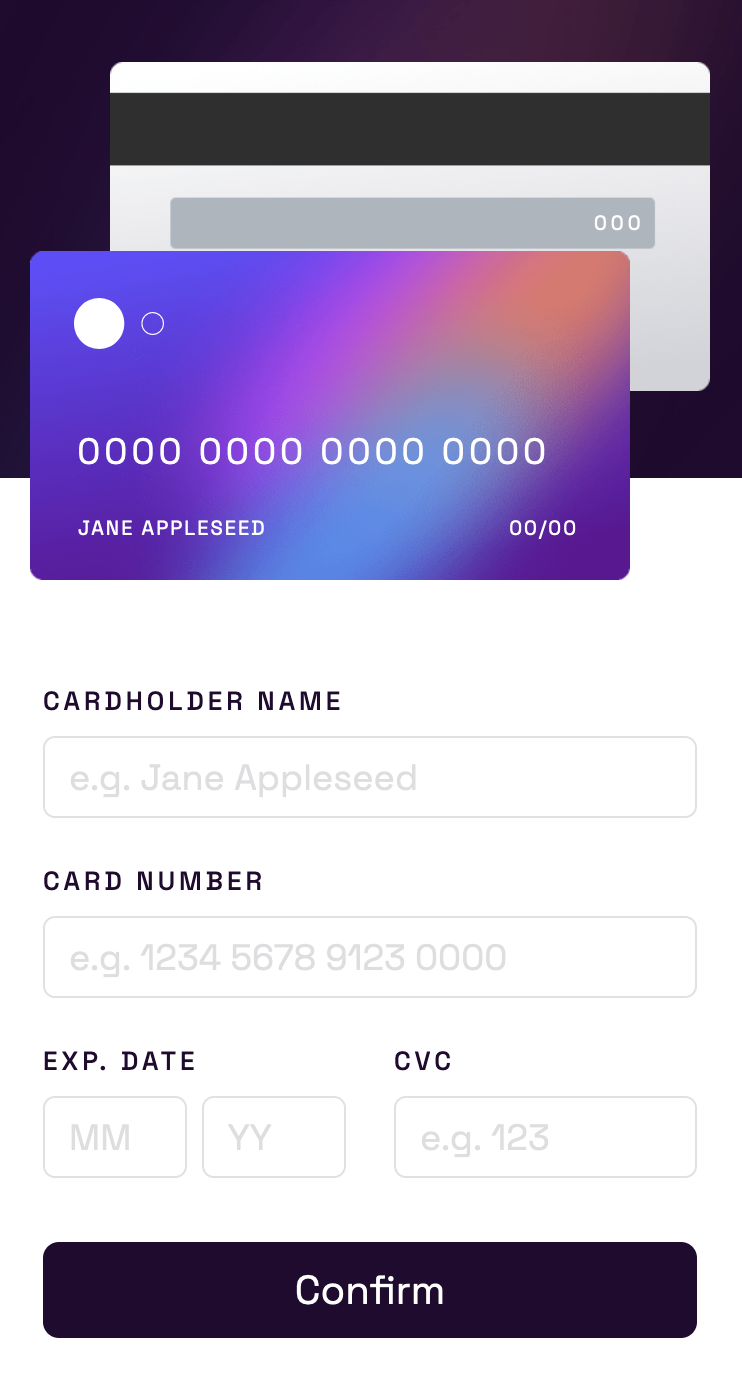 000
0000 0000 0000 0000
JANE APPLESEED 00/00
CARDHOLDER NAME
e.g. Jane Appleseed
CARD NUMBER
e.g. 1234 5678 9123 0000
EXP. DATE CVC
MM YY e.g. 123
Confirm